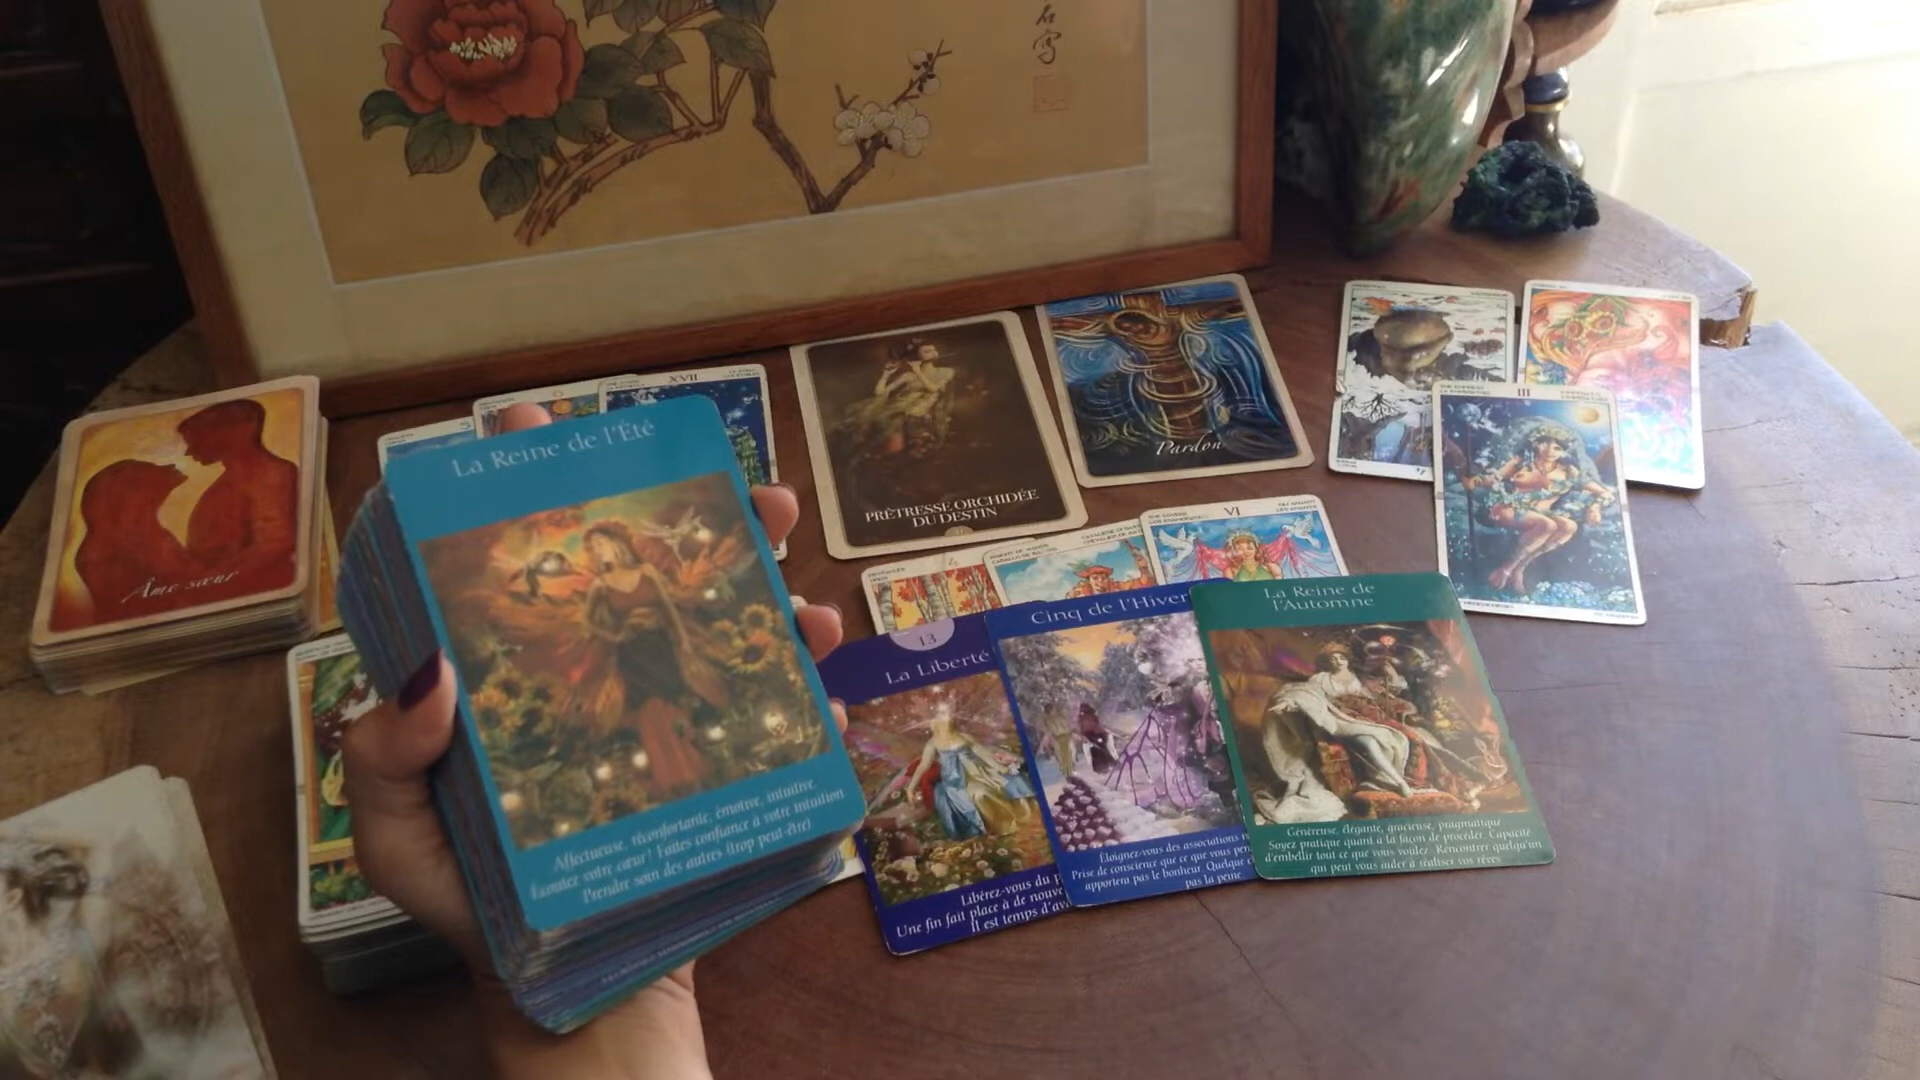 石
寫
XVII
La Reine de l'Été
Affectueuse, réconfortante, émotive, intuitive.
Écoutez votre cœur! Faites confiance à votre intuition.
Prendre soin des autres (trop peut-être)
Âme sœur
PRÊTRESSE ORCHIDÉE
DU DESTIN
Pardon
III
VI
13
La Liberté
Libérez-vous du
Une fin fait place à de nouve
Il est temps d'av
Cinq de l'Hiver
Éloignez-vous des associations
Prise de conscience que ce que vous
apportera pas le bonheur. Quelque
pas la peine
La Reine de
l'Automne
Généreuse, élégante, gracieuse, pragmatique
Soyez pratique quant à la façon de procéder. Capacité
d'embellir tout ce que vous voulez. Rencontrer quelqu'un
qui peut vous aider à réaliser vos rêves.